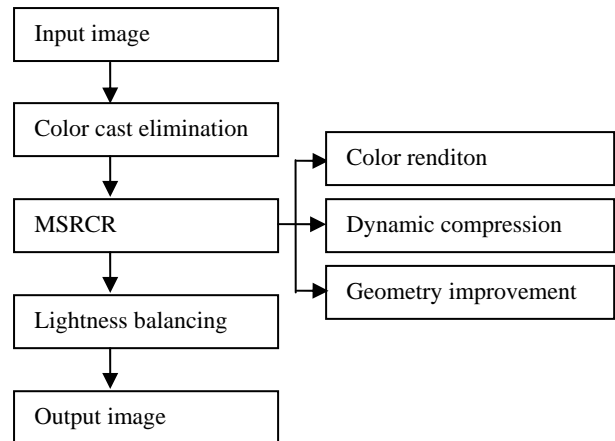 Input image
Color cast elimination
Color renditon
MSRCR
Dynamic compression
Geometry improvement
Lightness balancing
Output image